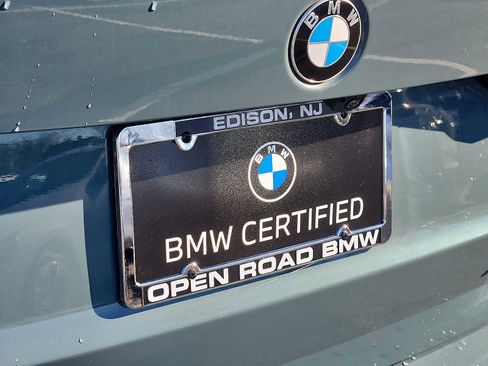 BMW
EDISON, NJ
BMW
BMW CERTIFIED
OPEN ROAD BMW